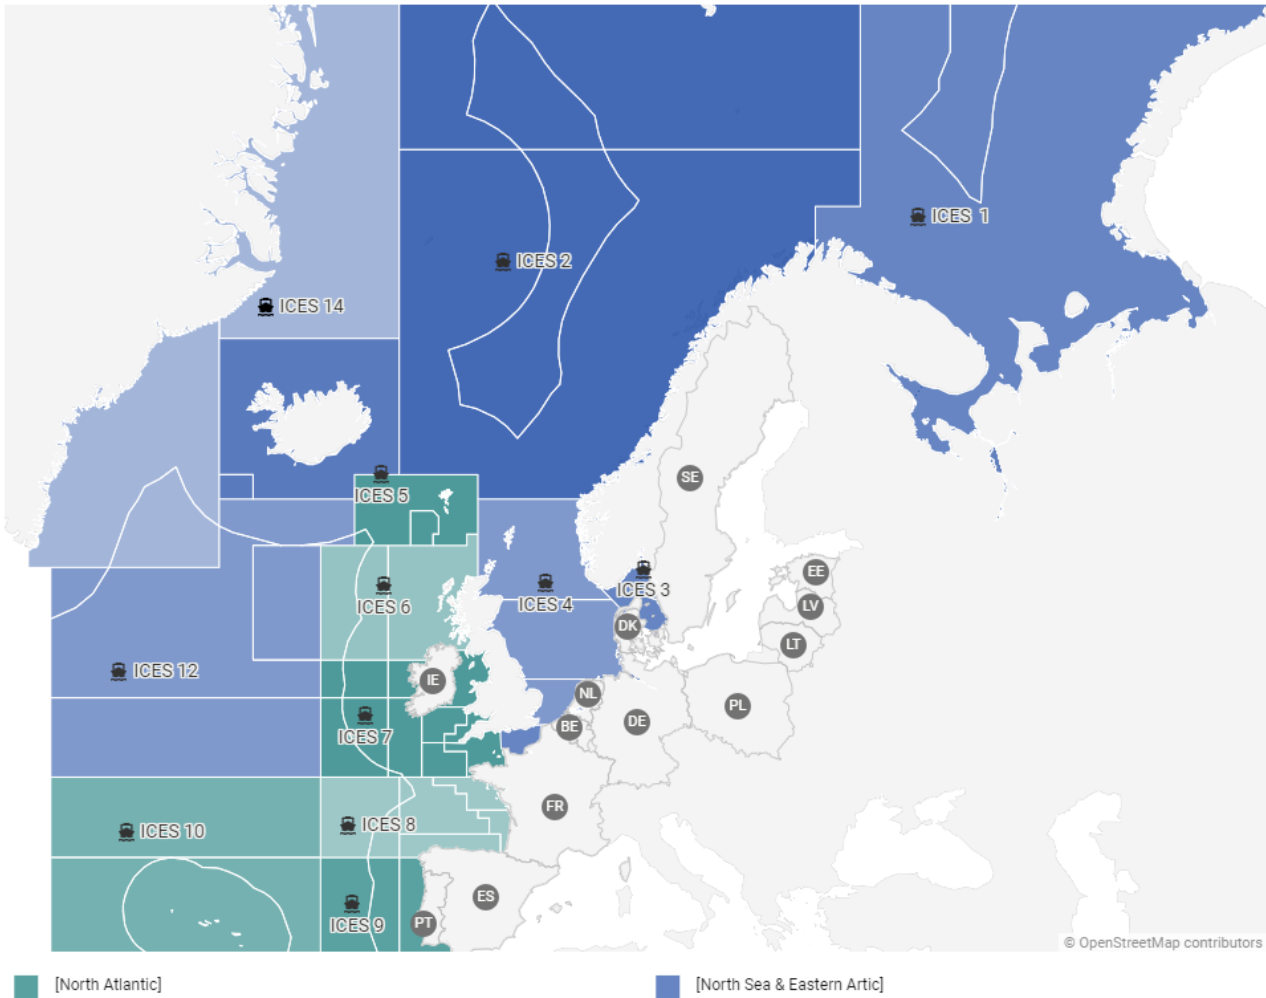 ICES 1
ICES 2
ICES 14
SE
ICES 5
EE
ICES 3
ICES 6
ICES 4
LV
DK
LT
ICES 12
IE
NL
PL
ICES 7
BE
DE
FR
ICES 10
ICES 8
ES
ICES 9
PT
© OpenStreetMap contributors
[North Atlantic]
[North Sea & Eastern Artic]